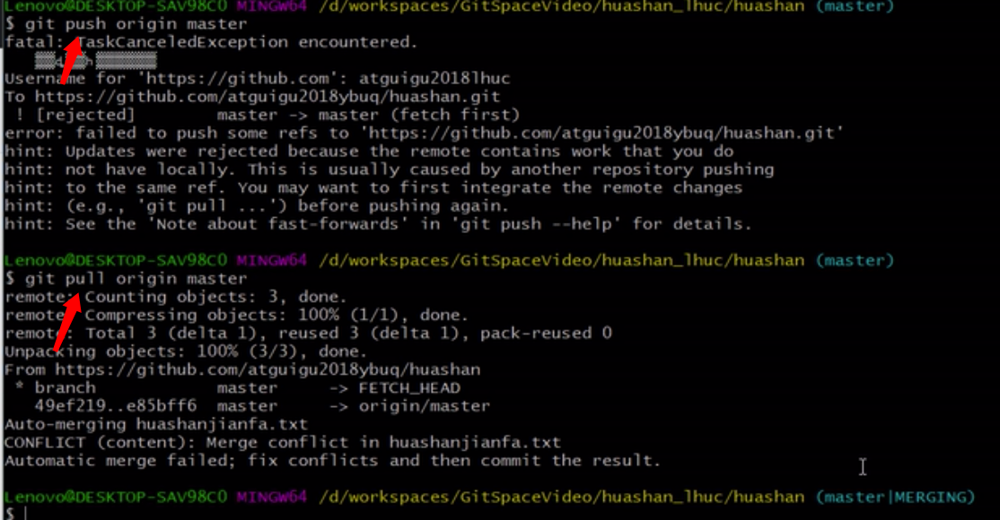 Lenovo@DESKTOP-SAV98C0 MINGW64 /d/workspaces/GitSpaceVideo/huashan_lhuc/huashan (master)
$ git push origin master
fatal: TaskCanceledException encountered.
Username for 'https://github.com': atguigu2018lhuc
To https://github.com/atguigu2018ybuq/huashan.git
! [rejected] master -> master (fetch first)
error: failed to push some refs to 'https://github.com/atguigu2018ybuq/huashan.git'
hint: Updates were rejected because the remote contains work that you do
hint: not have locally. This is usually caused by another repository pushing
hint: to the same ref. You may want to first integrate the remote changes
hint: (e.g., 'git pull ...') before pushing again.
hint: See the 'Note about fast-forwards' in 'git push --help' for details.
Lenovo@DESKTOP-SAV98C0 MINGW64 /d/workspaces/GitSpaceVideo/huashan_lhuc/huashan (master)
$ git pull origin master
remote: Counting objects: 3, done.
remote: Compressing objects: 100% (1/1), done.
remote: Total 3 (delta 1), reused 3 (delta 1), pack-reused 0
Unpacking objects: 100% (3/3), done.
From https://github.com/atguigu2018ybuq/huashan
* branch master -> FETCH_HEAD
49ef219..e85bff6 master -> origin/master
Auto-merging huashanjianfa.txt
CONFLICT (content): Merge conflict in huashanjianfa.txt
Automatic merge failed; fix conflicts and then commit the result.
Lenovo@DESKTOP-SAV98C0 MINGW64 /d/workspaces/GitSpaceVideo/huashan_lhuc/huashan (master|MERGING)
$